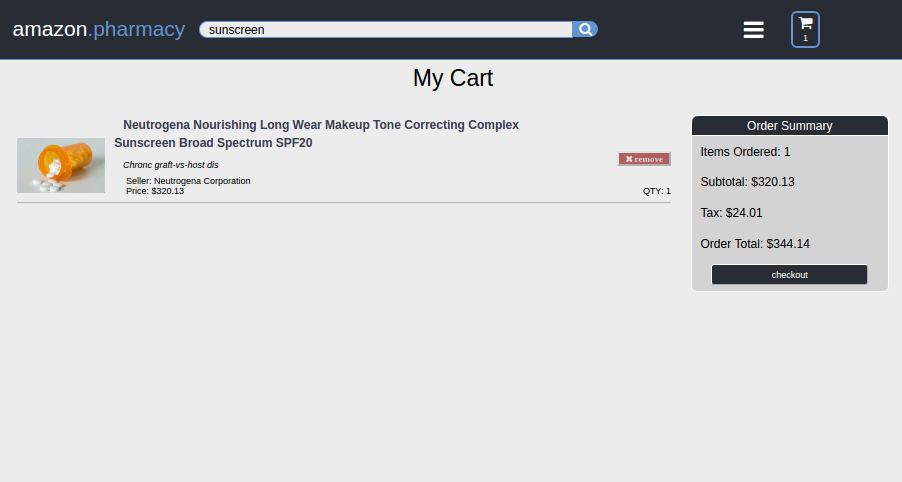 amazon.pharmacy
sunscreen
1
My Cart
Neutrogena Nourishing Long Wear Makeup Tone Correcting Complex
Sunscreen Broad Spectrum SPF20
Chronc graft-vs-host dis
remove
Seller: Neutrogena Corporation
Price: $320.13
QTY: 1
Order Summary
Items Ordered: 1
Subtotal: $320.13
Tax: $24.01
Order Total: $344.14
checkout